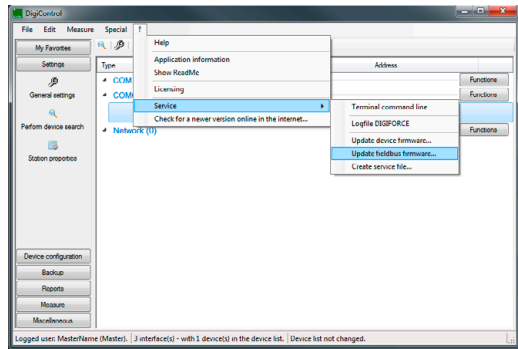 DigiControl
File Edit Measure Special ?
My Favorites
Settings
General settings
Perform device search
Station properties
Device configuration
Backup
Reports
Measure
Miscellaneous
Help
Application information
Show ReadMe
Licensing
Service
Check for a newer version online in the internet...
Terminal command line
Logfile DIGIFORCE
Update device firmware...
Update fieldbus firmware...
Create service file...
Type
Address
COM
Functions
COM
Functions
Network (0)
Functions
Logged user: MasterName (Master). 3 interface(s) - with 1 device(s) in the device list. Device list not changed.